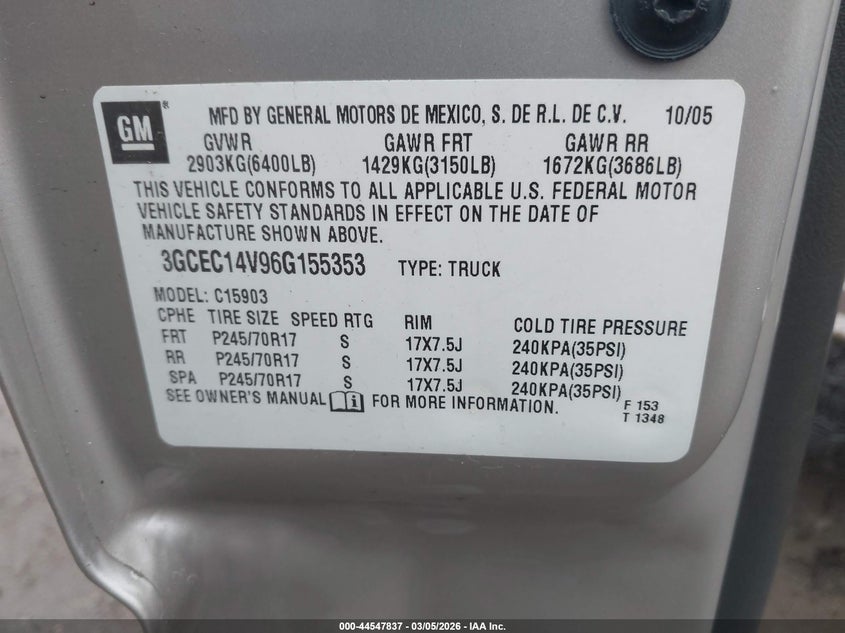 GM®
MFD BY GENERAL MOTORS DE MEXICO, S. DE R.L. DE C.V. 10/05
GVWR GAWR FRT GAWR RR
2903KG(6400LB) 1429KG(3150LB) 1672KG(3686LB)
THIS VEHICLE CONFORMS TO ALL APPLICABLE U.S. FEDERAL MOTOR
VEHICLE SAFETY STANDARDS IN EFFECT ON THE DATE OF
MANUFACTURE SHOWN ABOVE.
3GCEC14V96G155353 TYPE: TRUCK
MODEL: C15903
CPHE TIRE SIZE SPEED RTG RIM COLD TIRE PRESSURE
FRT P245/70R17 S 17X7.5J 240KPA(35PSI)
RR P245/70R17 S 17X7.5J 240KPA(35PSI)
SPA P245/70R17 S 17X7.5J 240KPA(35PSI)
SEE OWNER'S MANUAL i FOR MORE INFORMATION.
F 153
T 1348
000-44547837 - 03/05/2026 - IAA Inc.